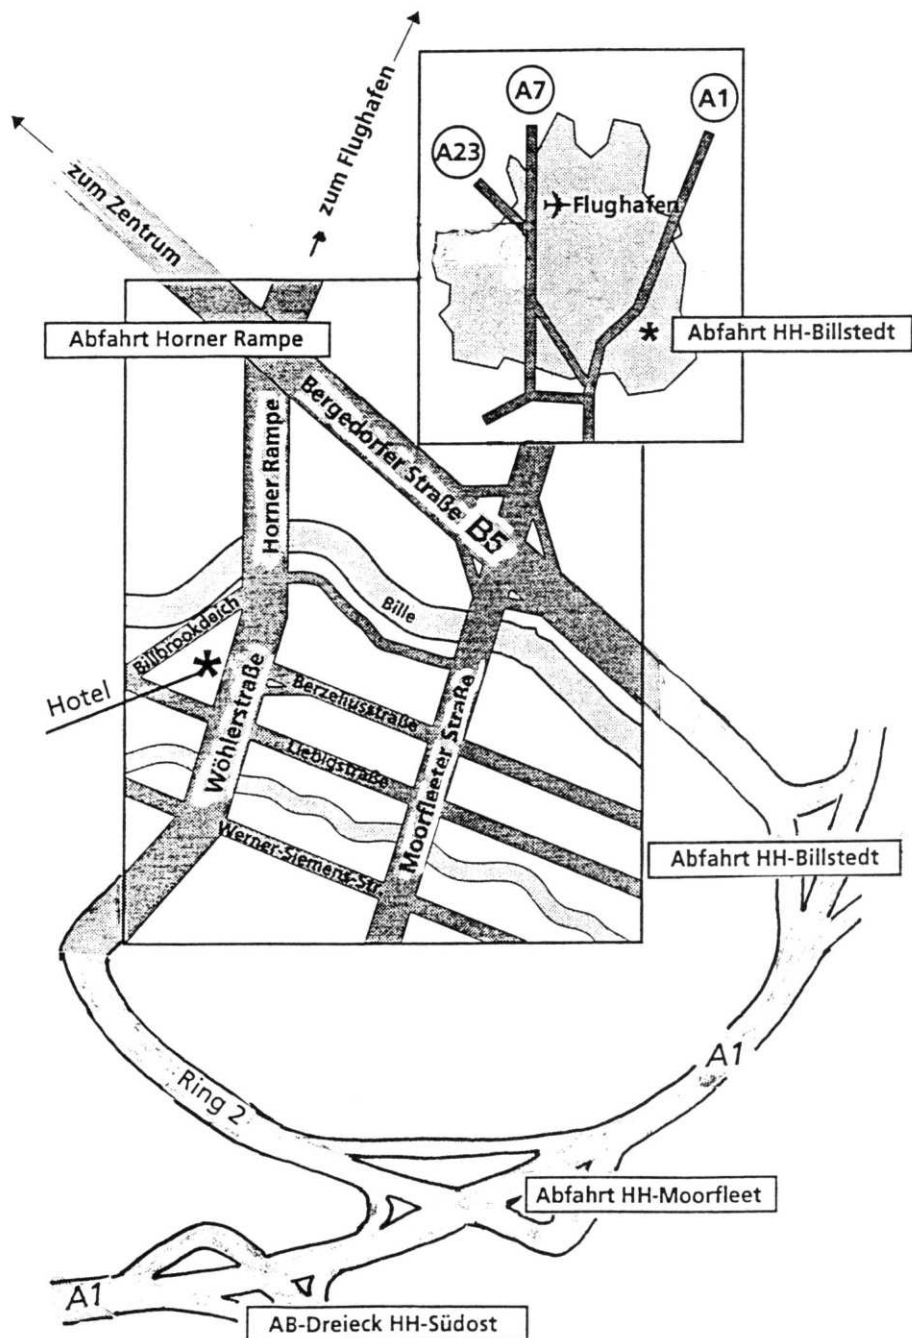 zum Zentrum
zum Flughafen
A7
A1
A23
Flughafen
Abfahrt HH-Billstedt
Abfahrt Horner Rampe
Bergedorfer Straße
B5
Horner Rampe
Bille
Billbrookdeich
Hotel
Wöhlerstraße
Berzeliusstraße
Liebigstraße
Moorfleeter Straße
Werner-Siemens-Str.
Abfahrt HH-Billstedt
A1
Ring 2
Abfahrt HH-Moorfleet
A1
AB-Dreieck HH-Südost